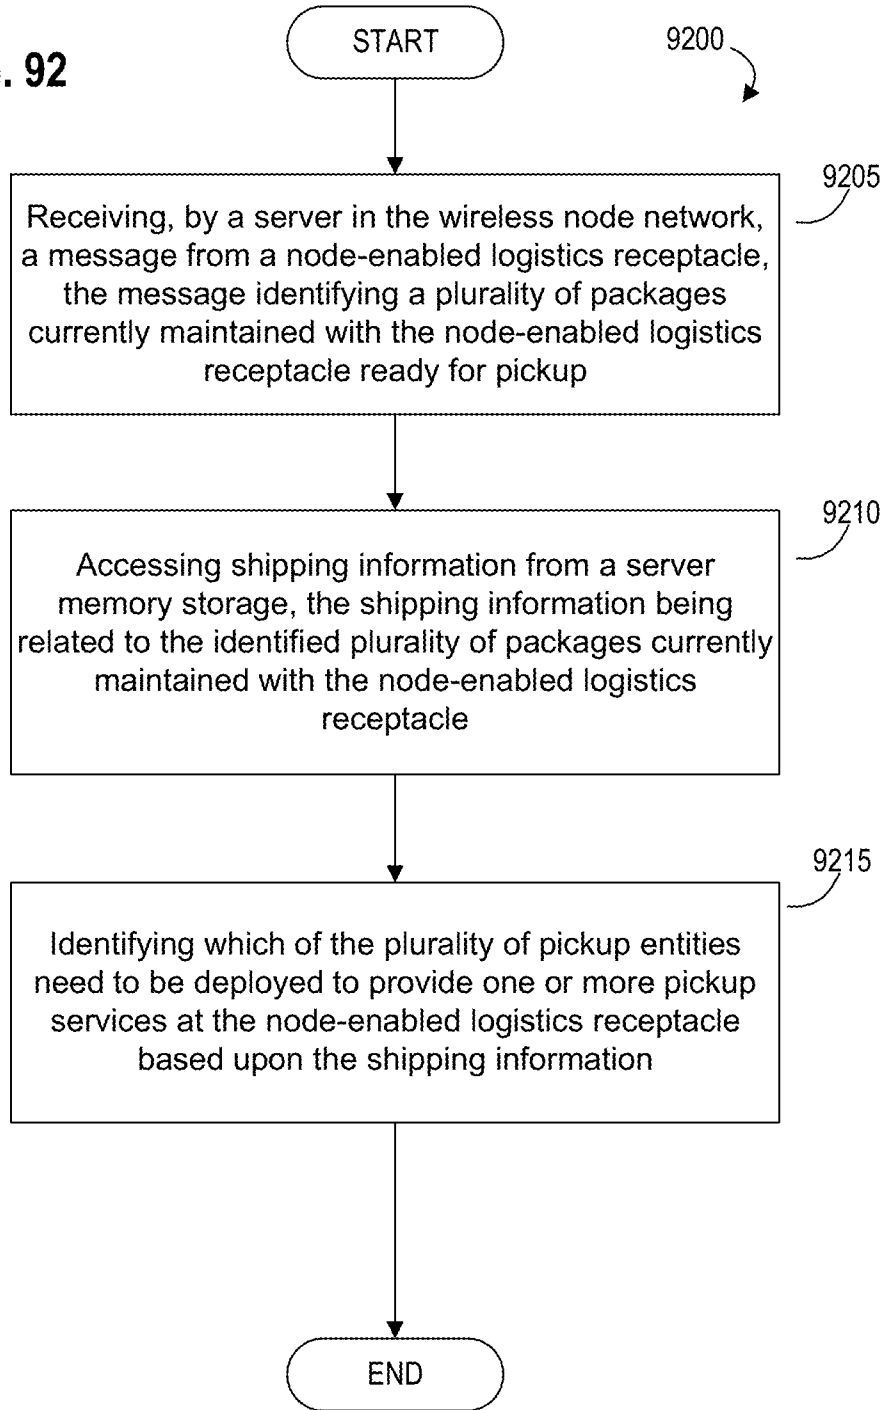 START
9200
. 92
9205
Receiving, by a server in the wireless node network,
a message from a node-enabled logistics receptacle,
the message identifying a plurality of packages
currently maintained with the node-enabled logistics
receptacle ready for pickup
9210
Accessing shipping information from a server
memory storage, the shipping information being
related to the identified plurality of packages currently
maintained with the node-enabled logistics
receptacle
9215
Identifying which of the plurality of pickup entities
need to be deployed to provide one or more pickup
services at the node-enabled logistics receptacle
based upon the shipping information
END